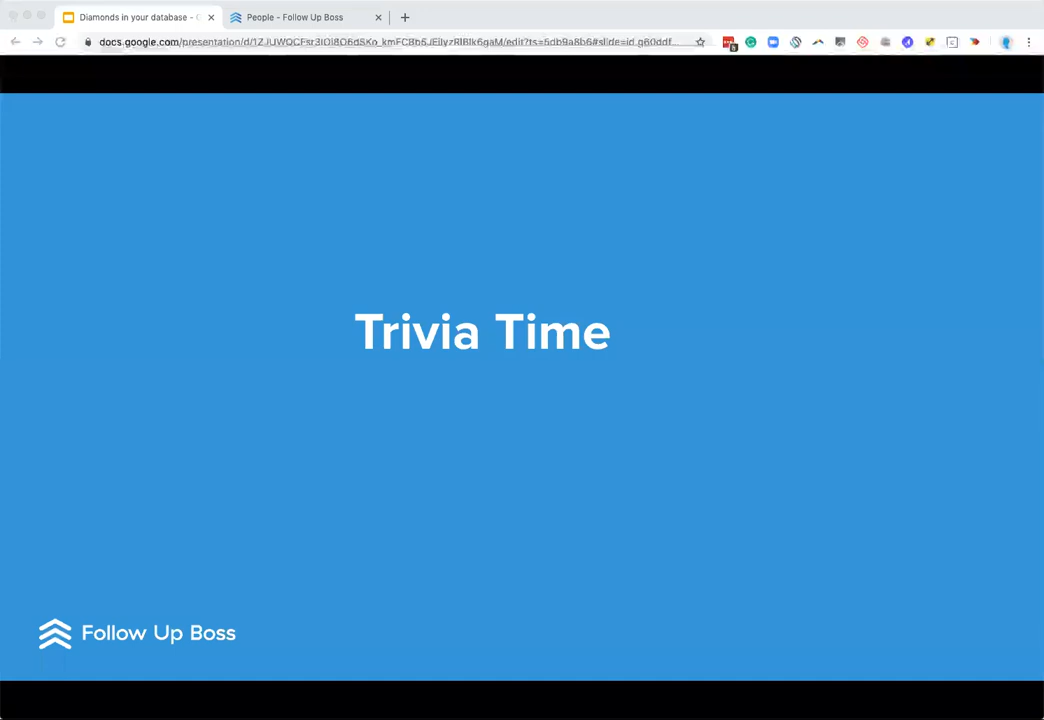 Diamonds in your database -
People - Follow Up Boss
Trivia Time
Follow Up Boss